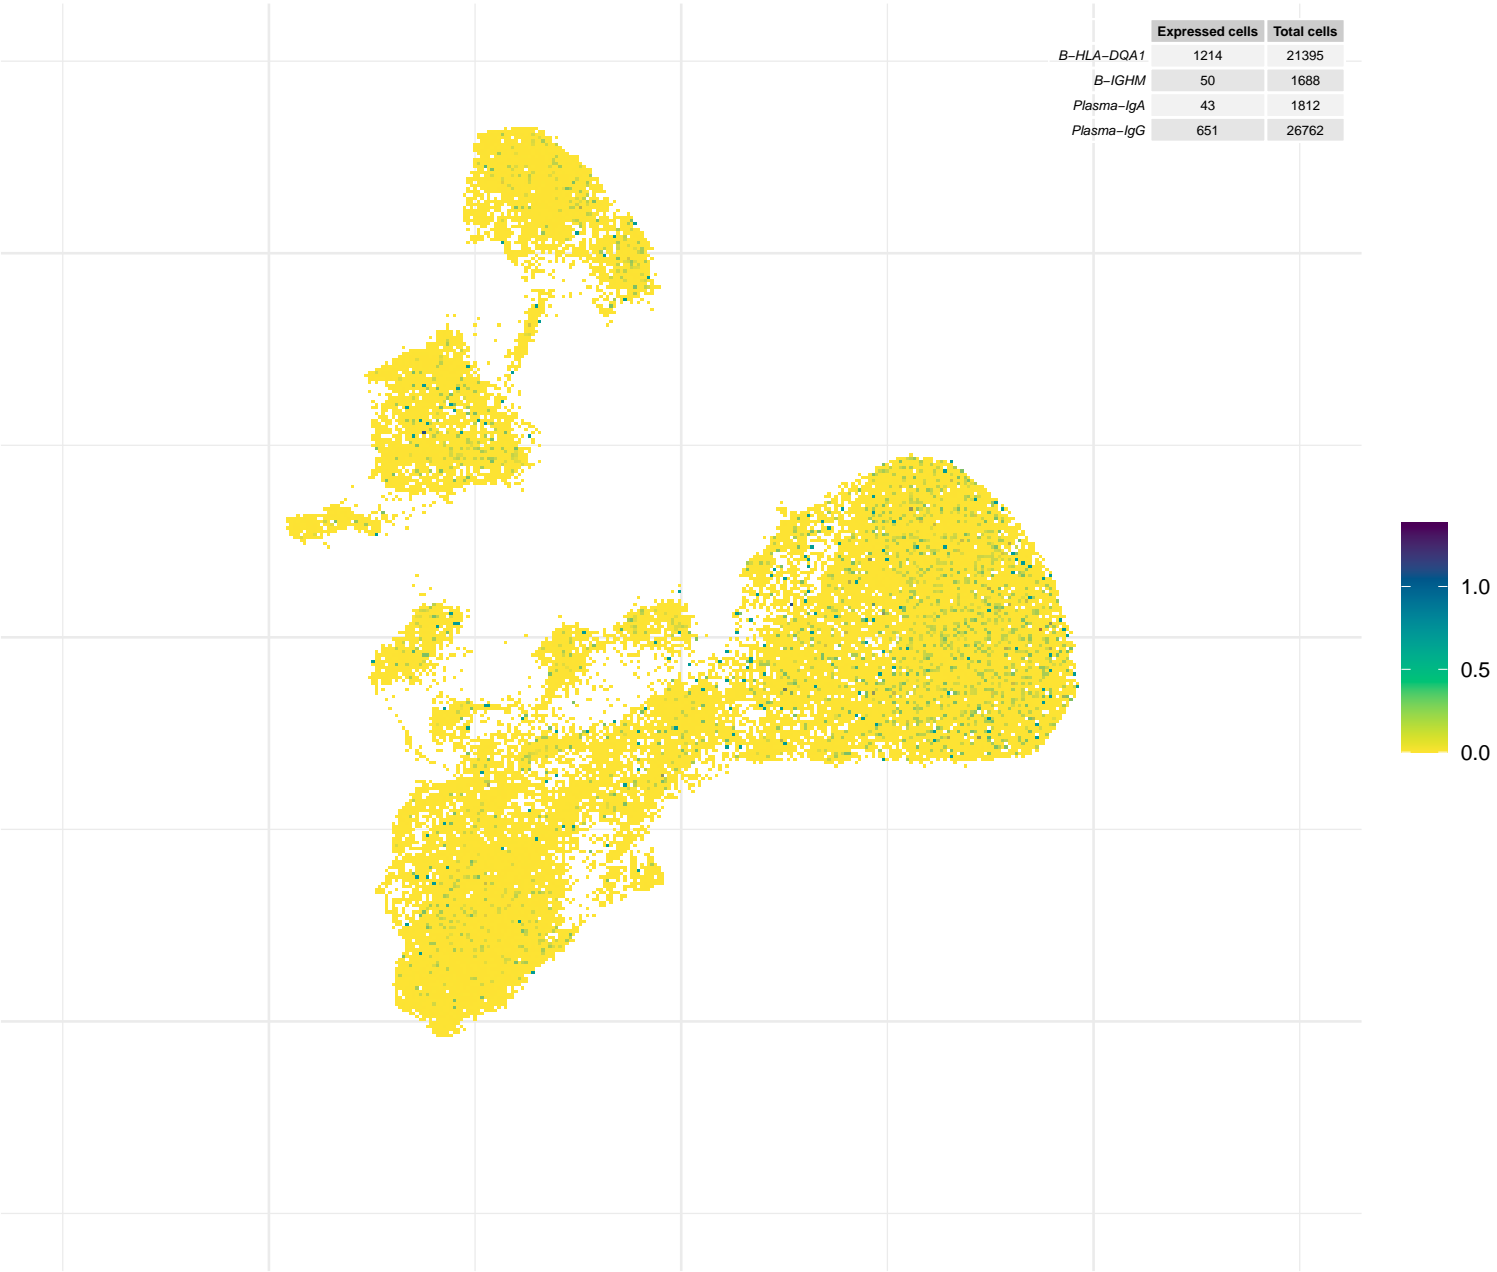 Expressed cells Total cells
B−HLA−DQA1 1214 21395
B−IGHM 50 1688
Plasma−IgA 43 1812
Plasma−IgG 651 26762
1.0
0.5
0.0